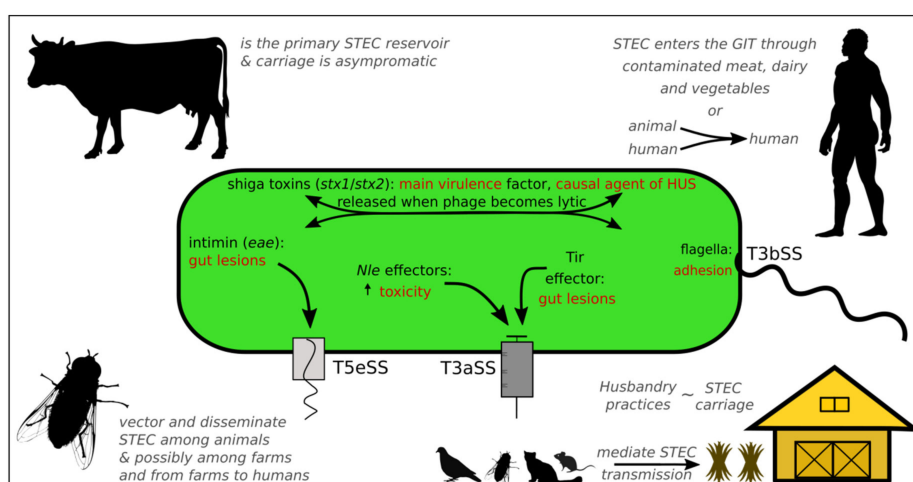 is the primary STEC reservoir
& carriage is asympromatic
STEC enters the GIT through
contaminated meat, dairy
and vegetables
or
animal
human
human
shiga toxins (stx1/stx2): main virulence factor, causal agent of HUS
released when phage becomes lytic
intimin (eae):
gut lesions
Nle effectors:
↑ toxicity
Tir
effector:
gut lesions
flagella:
adhesion
T3bSS
T5eSS
T3aSS
vector and disseminate
STEC among animals
& possibly among farms
and from farms to humans
Husbandry
practices
~
STEC
carriage
mediate STEC
transmission